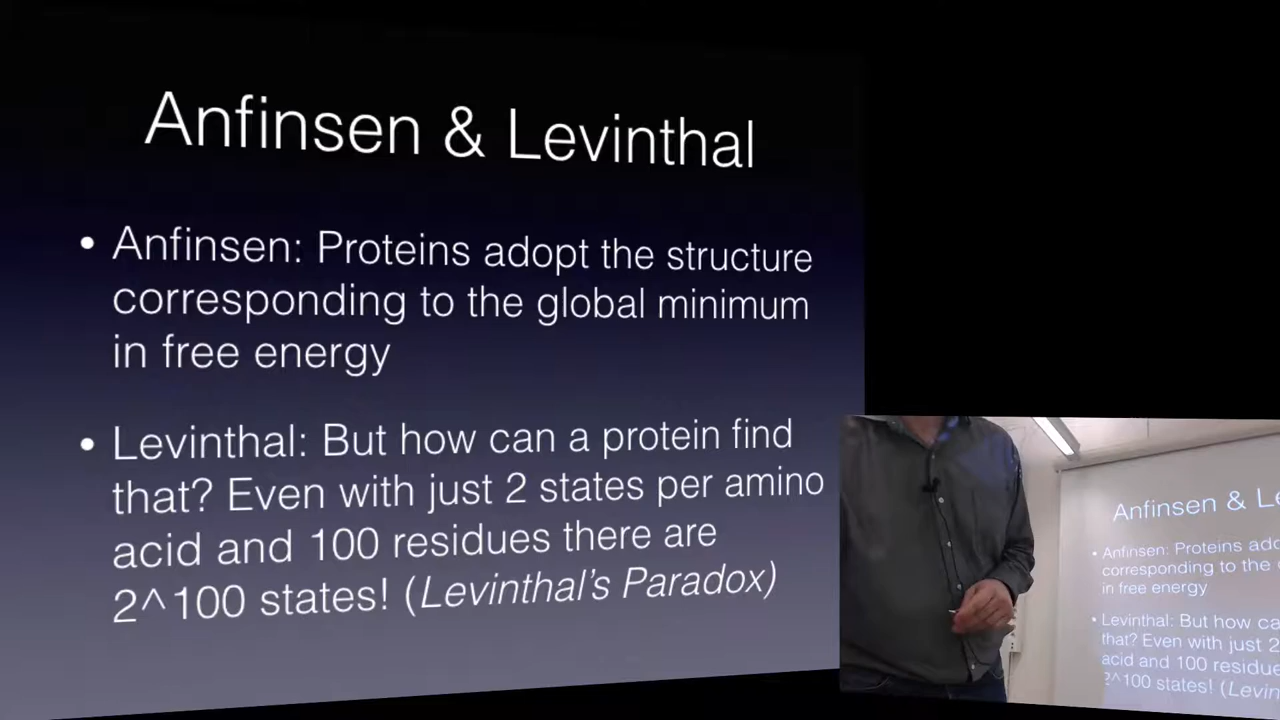 Anfinsen & Levinthal
• Anfinsen: Proteins adopt the structure
corresponding to the global minimum
in free energy
• Levinthal: But how can a protein find
that? Even with just 2 states per amino
acid and 100 residues there are
2^100 states! (Levinthal's Paradox)
Anfinsen & Le
• Anfinsen: Proteins ado
corresponding to the
in free energy
• Levinthal: But how ca
that? Even with just 2
acid and 100 residue
2^100 states! (Levin